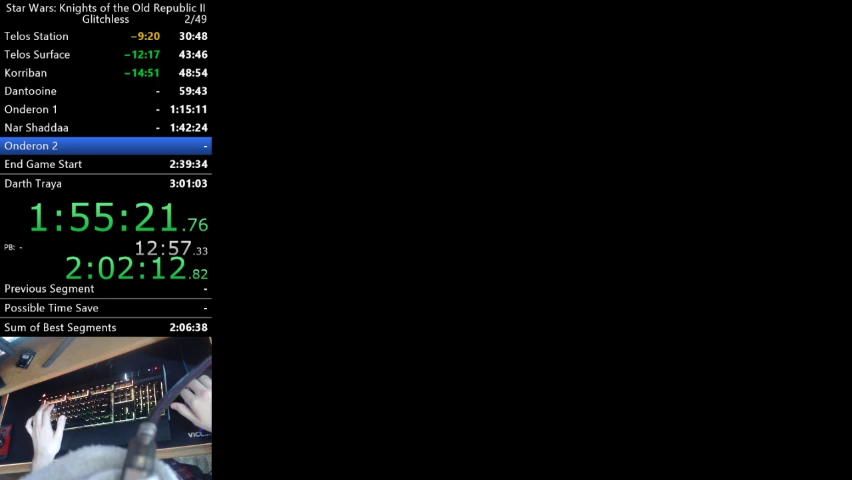 Star Wars: Knights of the Old Republic II
Glitchless 2/49
Telos Station −9:20 30:48
Telos Surface −12:17 43:46
Korriban −14:51 48:54
Dantooine - 59:43
Onderon 1 - 1:15:11
Nar Shaddaa - 1:42:24
Onderon 2 -
End Game Start 2:39:34
Darth Traya 3:01:03
1:55:21.76
PB: - 12:57.33
2:02:12.82
Previous Segment -
Possible Time Save -
Sum of Best Segments 2:06:38